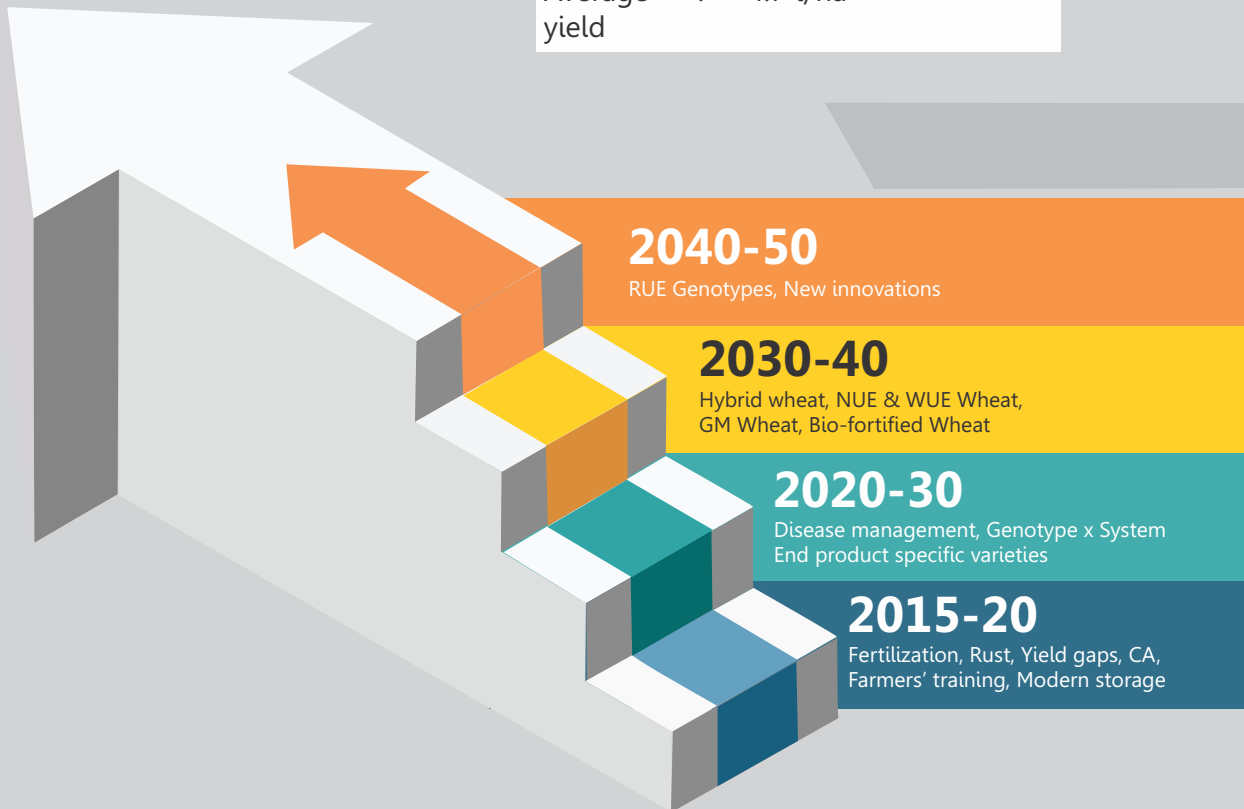 yield
2040-50
RUE Genotypes, New innovations
2030-40
Hybrid wheat, NUE & WUE Wheat,
GM Wheat, Bio-fortified Wheat
2020-30
Disease management, Genotype x System
End product specific varieties
2015-20
Fertilization, Rust, Yield gaps, CA,
Farmers’ training, Modern storage